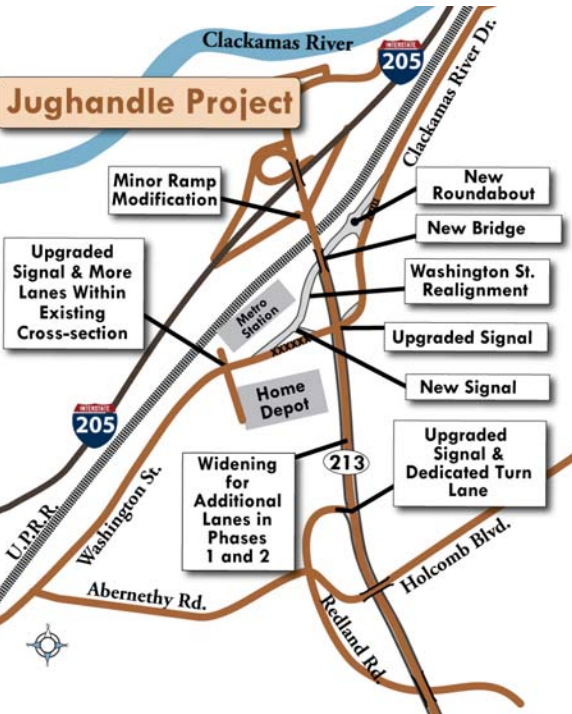 Clackamas River
INTERSTATE
205
Jughandle Project
Clackamas River Dr.
Minor Ramp
Modification
New
Roundabout
New Bridge
Upgraded
Signal & More
Lanes Within
Existing
Cross-section
Washington St.
Realignment
Metro
Station
xxxxxx
Upgraded Signal
New Signal
Home
Depot
INTERSTATE
205
Upgraded
Signal &
Dedicated Turn
Lane
Widening
for
Additional
Lanes in
Phases
1 and 2
213
U.P.R.R.
Washington St.
Abernethy Rd.
Holcomb Blvd.
Redland Rd.